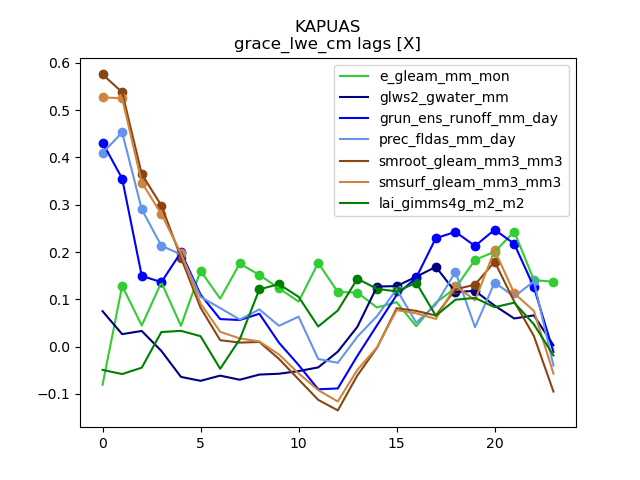 KAPUAS
grace_lwe_cm lags [X]
0.6
0.5
0.4
0.3
0.2
0.1
0.0
−0.1
0
5
10
15
20
e_gleam_mm_mon
glws2_gwater_mm
grun_ens_runoff_mm_day
prec_fldas_mm_day
smroot_gleam_mm3_mm3
smsurf_gleam_mm3_mm3
lai_gimms4g_m2_m2